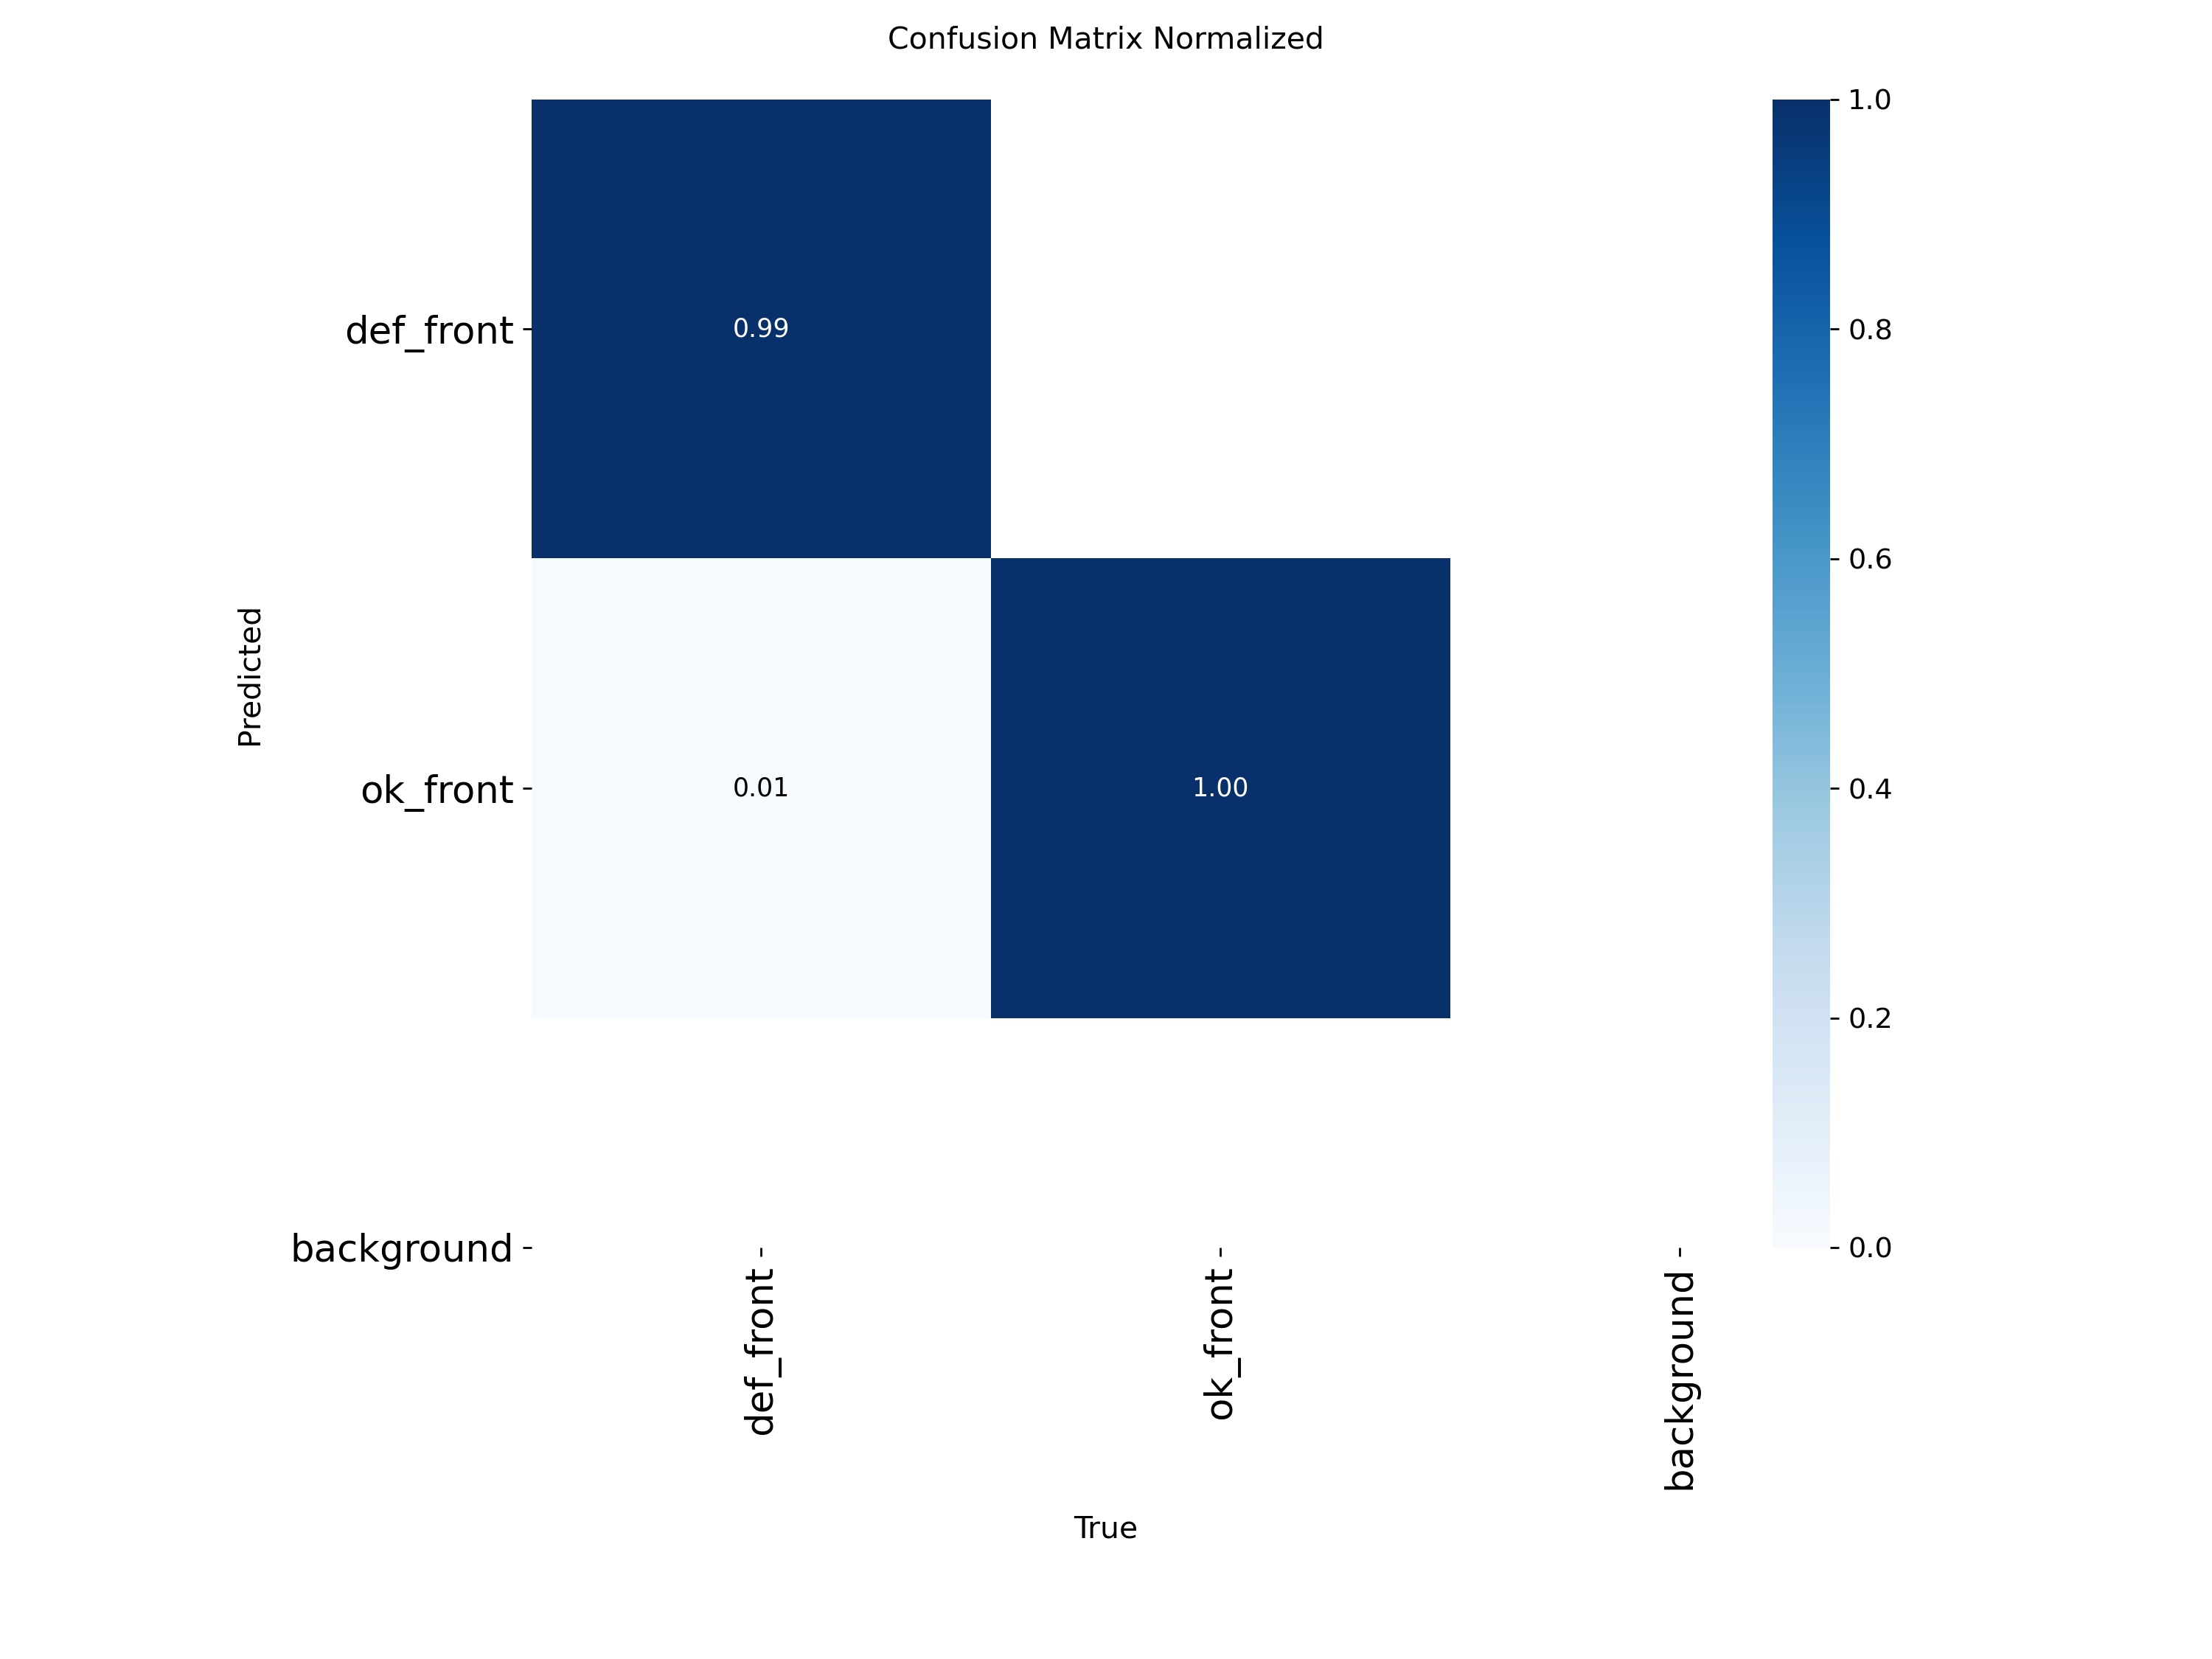 Confusion Matrix Normalized
Predicted
def_front
ok_front
background
0.99
0.01
1.00
def_front
ok_front
background
True
1.0
0.8
0.6
0.4
0.2
0.0